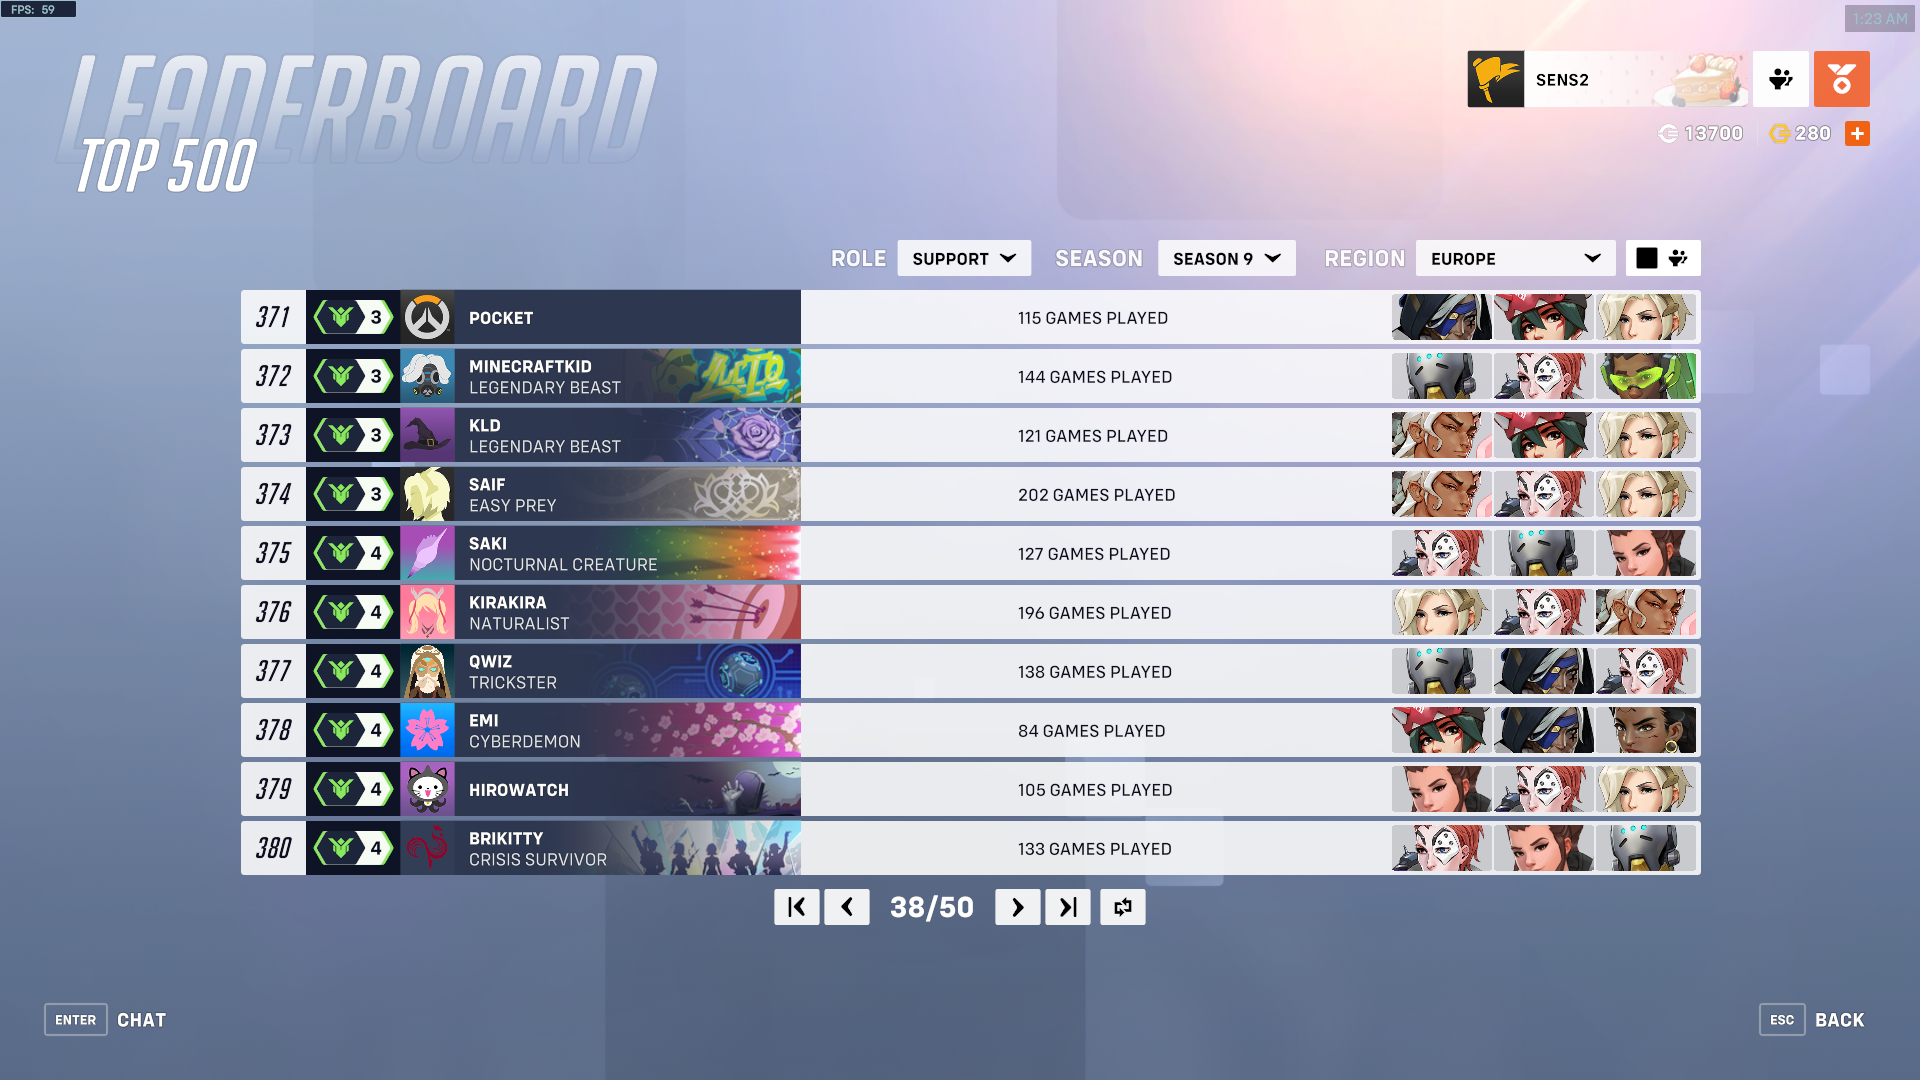 FPS: 59
1:23 AM
LEADERBOARD
TOP 500
SENS2
13700
280
ROLE SUPPORT SEASON SEASON 9 REGION EUROPE
371 3 POCKET 115 GAMES PLAYED
372 3 MINECRAFTKID 144 GAMES PLAYED
LEGENDARY BEAST
373 3 KLD 121 GAMES PLAYED
LEGENDARY BEAST
374 3 SAIF 202 GAMES PLAYED
EASY PREY
375 4 SAKI 127 GAMES PLAYED
NOCTURNAL CREATURE
376 4 KIRAKIRA 196 GAMES PLAYED
NATURALIST
377 4 QWIZ 138 GAMES PLAYED
TRICKSTER
378 4 EMI 84 GAMES PLAYED
CYBERDEMON
379 4 HIROWATCH 105 GAMES PLAYED
380 4 BRIKITTY 133 GAMES PLAYED
CRISIS SURVIVOR
38/50
ENTER CHAT
ESC BACK